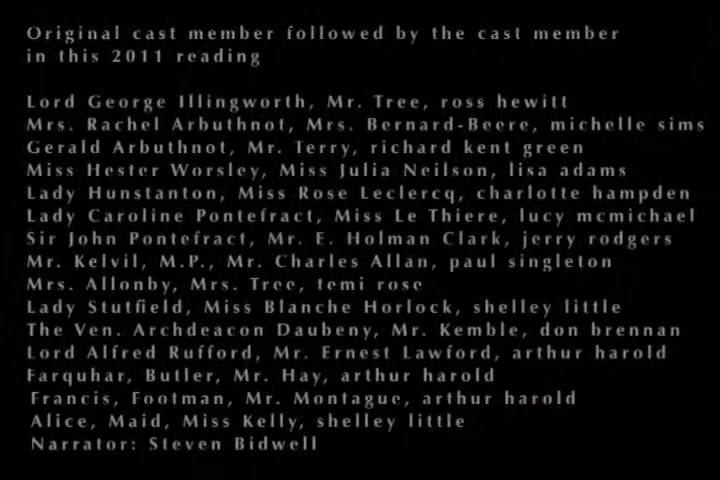 Original cast member followed by the cast member
in this 2011 reading
Lord George Illingworth, Mr. Tree, ross hewitt
Mrs. Rachel Arbuthnot, Mrs. Bernard-Beere, michelle sims
Gerald Arbuthnot, Mr. Terry, richard kent green
Miss Hester Worsley, Miss Julia Neilson, lisa adams
Lady Hunstanton, Miss Rose Leclercq, charlotte hampden
Lady Caroline Pontefract, Miss Le Thiere, lucy mcmichael
Sir John Pontefract, Mr. E. Holman Clark, jerry rodgers
Mr. Kelvil, M.P., Mr. Charles Allan, paul singleton
Mrs. Allonby, Mrs. Tree, temi rose
Lady Stutfield, Miss Blanche Horlock, shelley little
The Ven. Archdeacon Daubeny, Mr. Kemble, don brennan
Lord Alfred Rufford, Mr. Ernest Lawford, arthur harold
Farquhar, Butler, Mr. Hay, arthur harold
Francis, Footman, Mr. Montague, arthur harold
Alice, Maid, Miss Kelly, shelley little
Narrator: Steven Bidwell